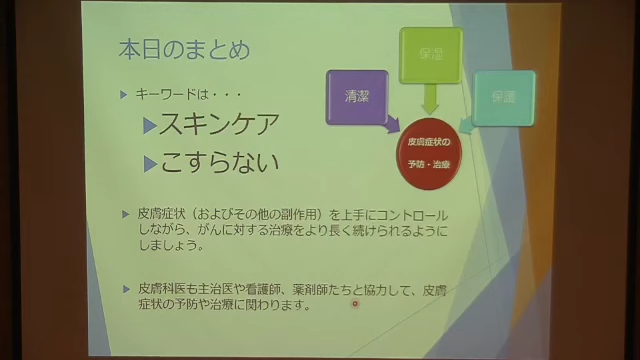 本日のまとめ
キーワードは・・・
スキンケア
こすらない
清潔
保湿
保護
皮膚症状の
予防・治療
皮膚症状（およびその他の副作用）を上手にコントロール
しながら、がんに対する治療をより長く続けられるように
しましょう。
皮膚科医も主治医や看護師、薬剤師たちと協力して、皮膚
症状の予防や治療に関わります。